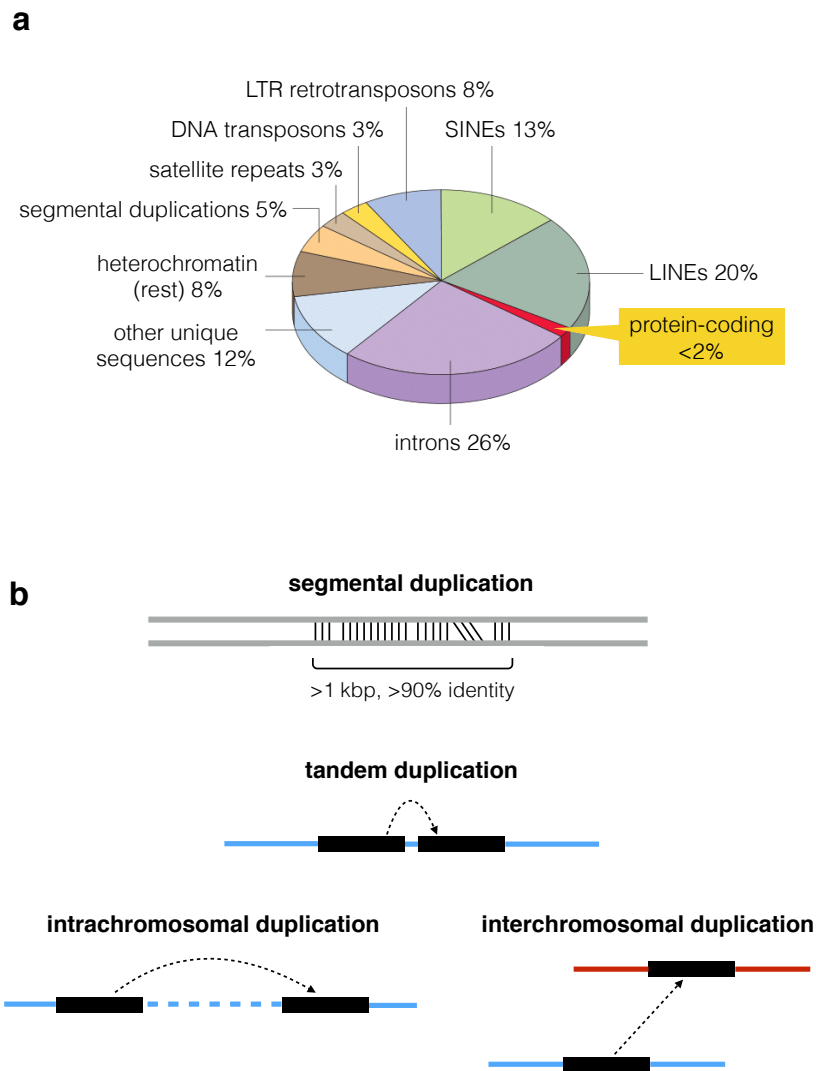 a
LTR retrotransposons 8%
DNA transposons 3%
SINEs 13%
satellite repeats 3%
segmental duplications 5%
heterochromatin
(rest) 8%
LINEs 20%
other unique
sequences 12%
protein-coding
<2%
introns 26%
b
segmental duplication
>1 kbp, >90% identity
tandem duplication
intrachromosomal duplication
interchromosomal duplication